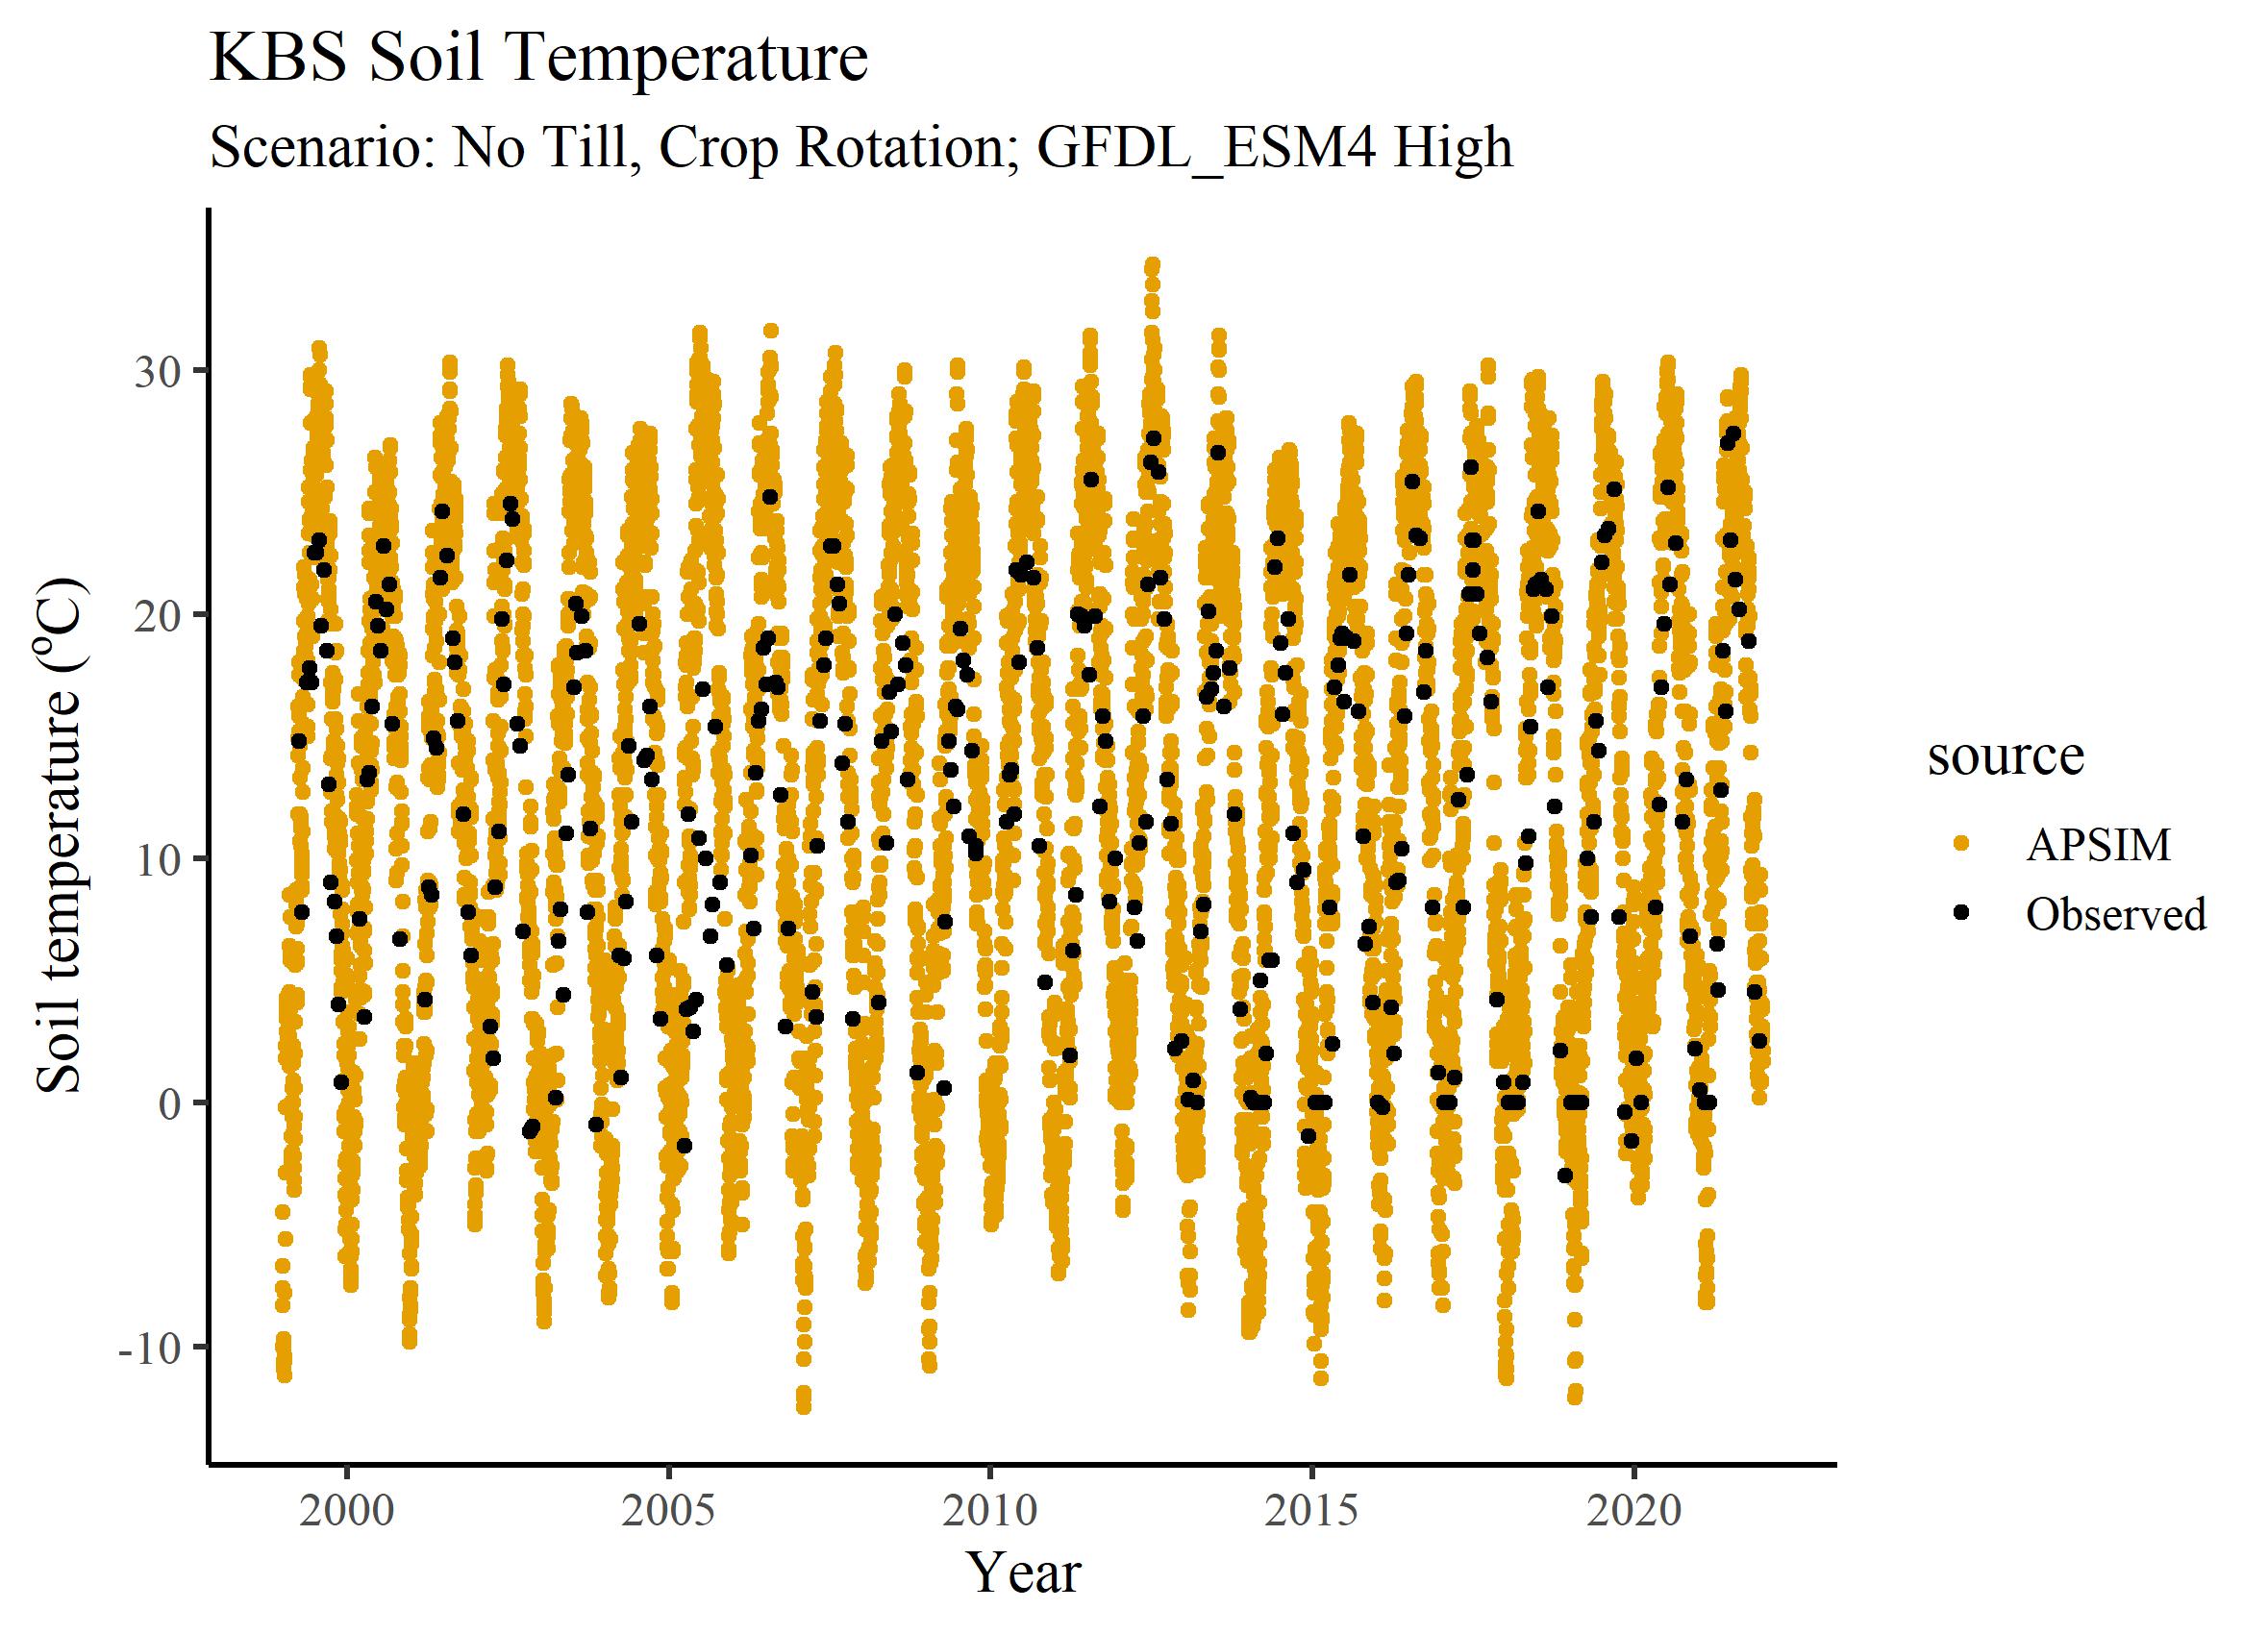 KBS Soil Temperature
Scenario: No Till, Crop Rotation; GFDL_ESM4 High
Soil temperature (ºC)
30
20
10
0
-10
2000
2005
2010
2015
2020
Year
source
APSIM
Observed